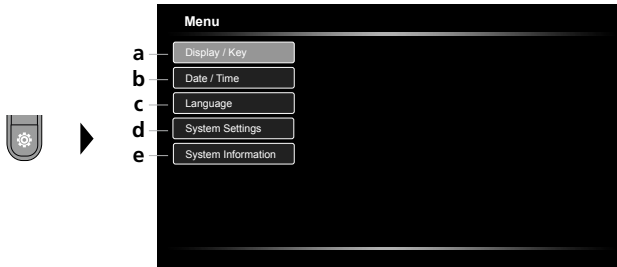 Menu
a Display / Key
b Date / Time
c Language
d System Settings
e System Information